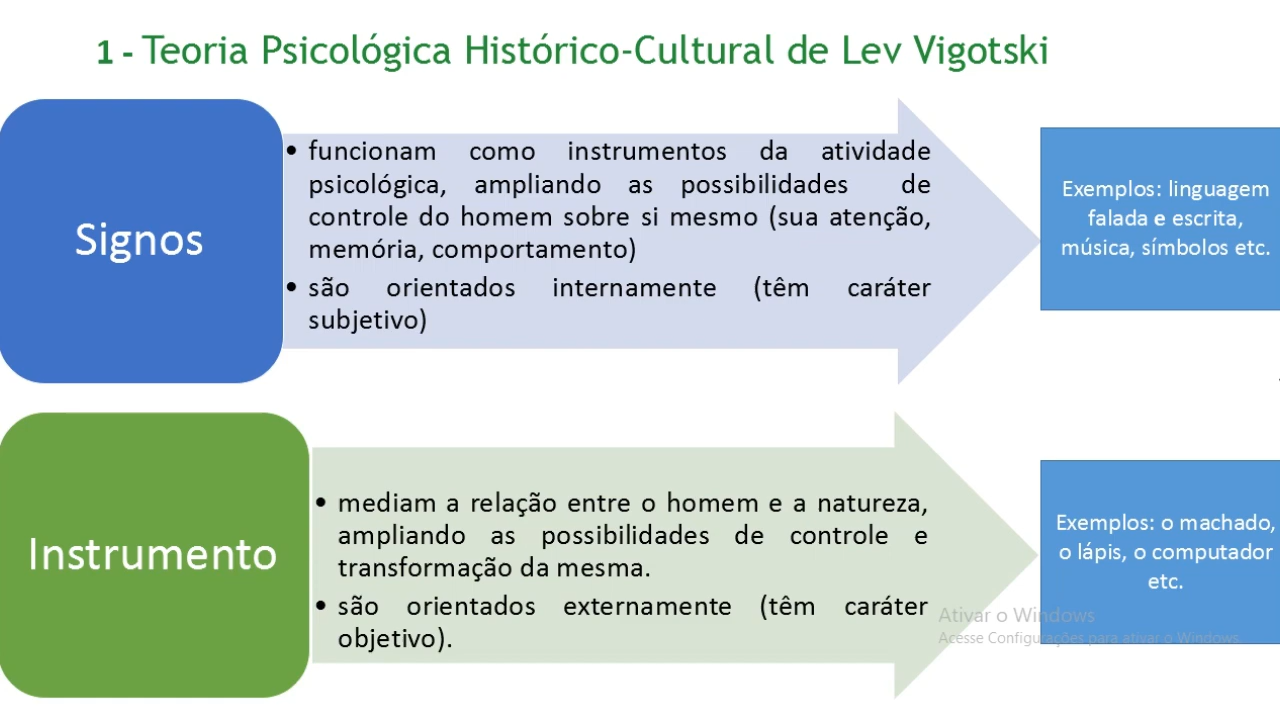 1 - Teoria Psicológica Histórico-Cultural de Lev Vigotski
Signos
• funcionam como instrumentos da atividade
psicológica, ampliando as possibilidades de
controle do homem sobre si mesmo (sua atenção,
memória, comportamento)
• são orientados internamente (têm caráter
subjetivo)
Exemplos: linguagem
falada e escrita,
música, símbolos etc.
Instrumento
• mediam a relação entre o homem e a natureza,
ampliando as possibilidades de controle e
transformação da mesma.
• são orientados externamente (têm caráter
objetivo).
Exemplos: o machado,
o lápis, o computador
etc.
Ativar o Windows
Acesse Configurações para ativar o Windows.